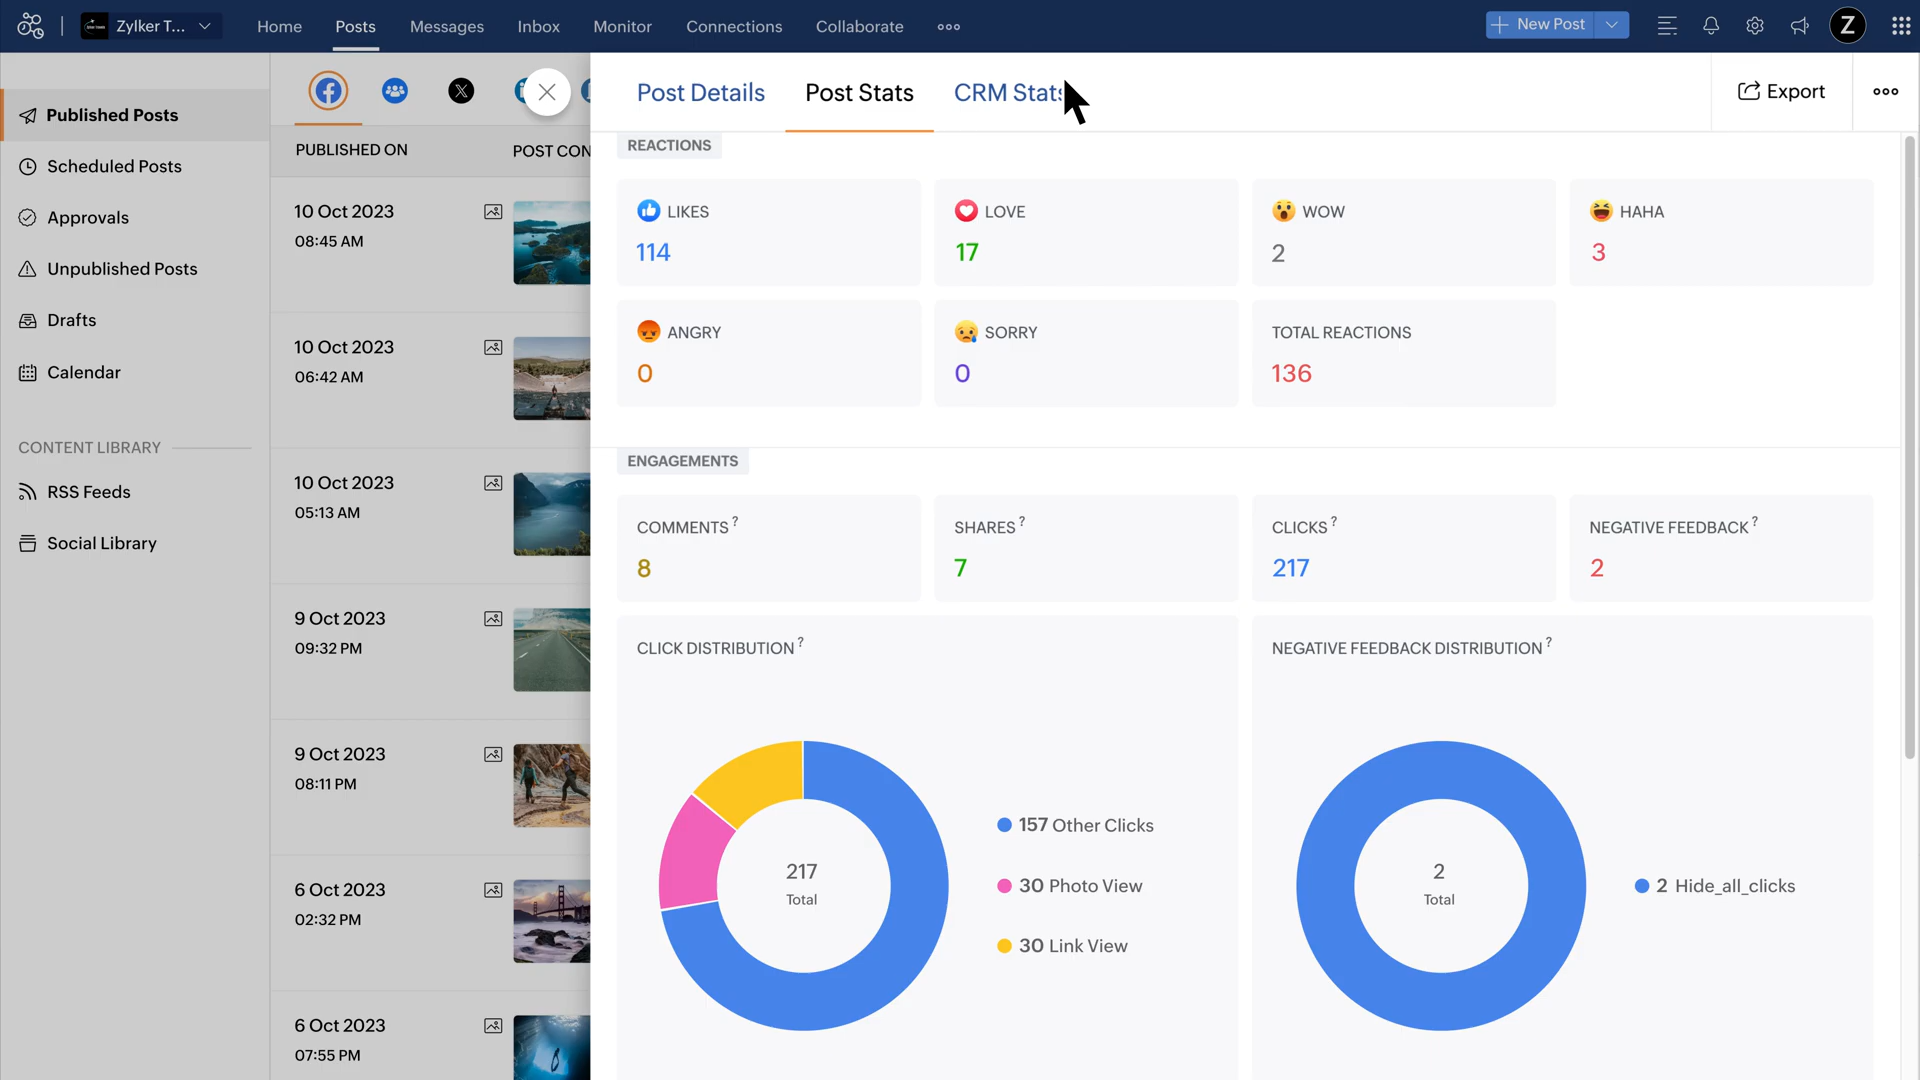 Zylker T...
Home
Posts
Messages
Inbox
Monitor
Connections
Collaborate
New Post
Z
Published Posts
Scheduled Posts
Approvals
Unpublished Posts
Drafts
Calendar
CONTENT LIBRARY
RSS Feeds
Social Library
PUBLISHED ON
POST CON
10 Oct 2023
08:45 AM
10 Oct 2023
06:42 AM
10 Oct 2023
05:13 AM
9 Oct 2023
09:32 PM
9 Oct 2023
08:11 PM
6 Oct 2023
02:32 PM
6 Oct 2023
07:55 PM
Post Details
Post Stats
CRM Stats
Export
REACTIONS
LIKES
114
LOVE
17
WOW
2
HAHA
3
ANGRY
0
SORRY
0
TOTAL REACTIONS
136
ENGAGEMENTS
COMMENTS ?
8
SHARES ?
7
CLICKS ?
217
NEGATIVE FEEDBACK ?
2
CLICK DISTRIBUTION ?
217
Total
157 Other Clicks
30 Photo View
30 Link View
NEGATIVE FEEDBACK DISTRIBUTION ?
2
Total
2 Hide_all_clicks